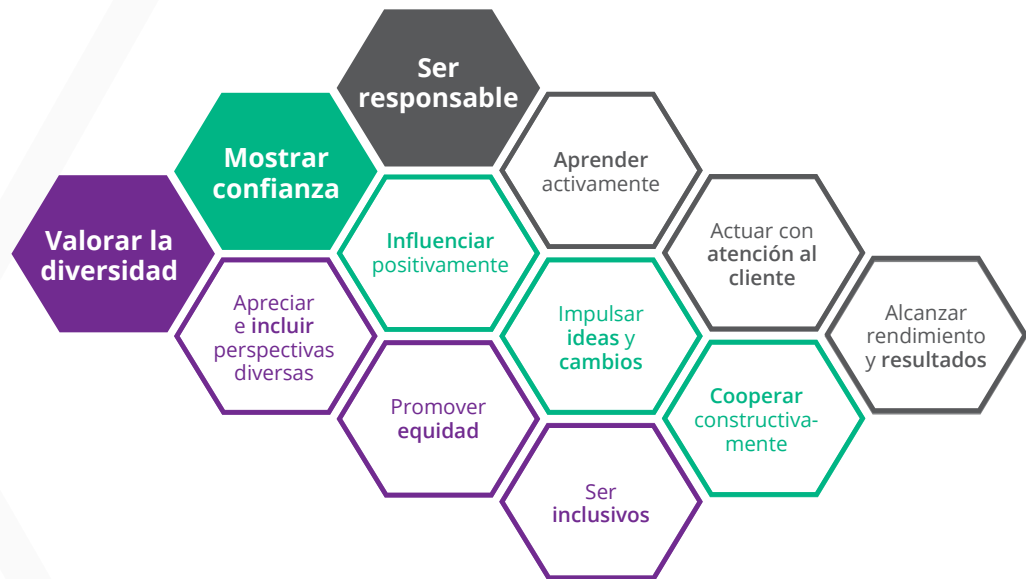 Ser
responsable
Mostrar
confianza
Valorar la
diversidad
Aprender
activamente
Actuar con
atención al
cliente
Alcanzar
rendimiento
y resultados
Influenciar
positivamente
Impulsar
ideas y
cambios
Cooperar
constructiva-
mente
Apreciar
e incluir
perspectivas
diversas
Promover
equidad
Ser
inclusivos